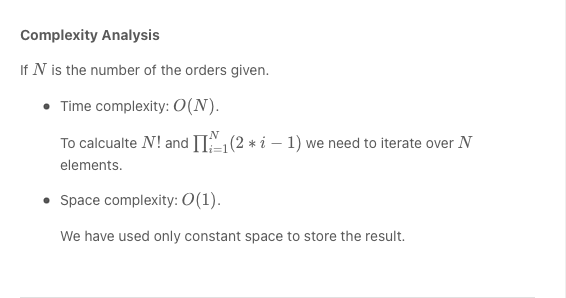 Complexity Analysis
If N is the number of the orders given.
• Time complexity: O(N).
To calcualte N! and ∏_{i=1}^{N}(2 * i − 1) we need to iterate over N
elements.
• Space complexity: O(1).
We have used only constant space to store the result.